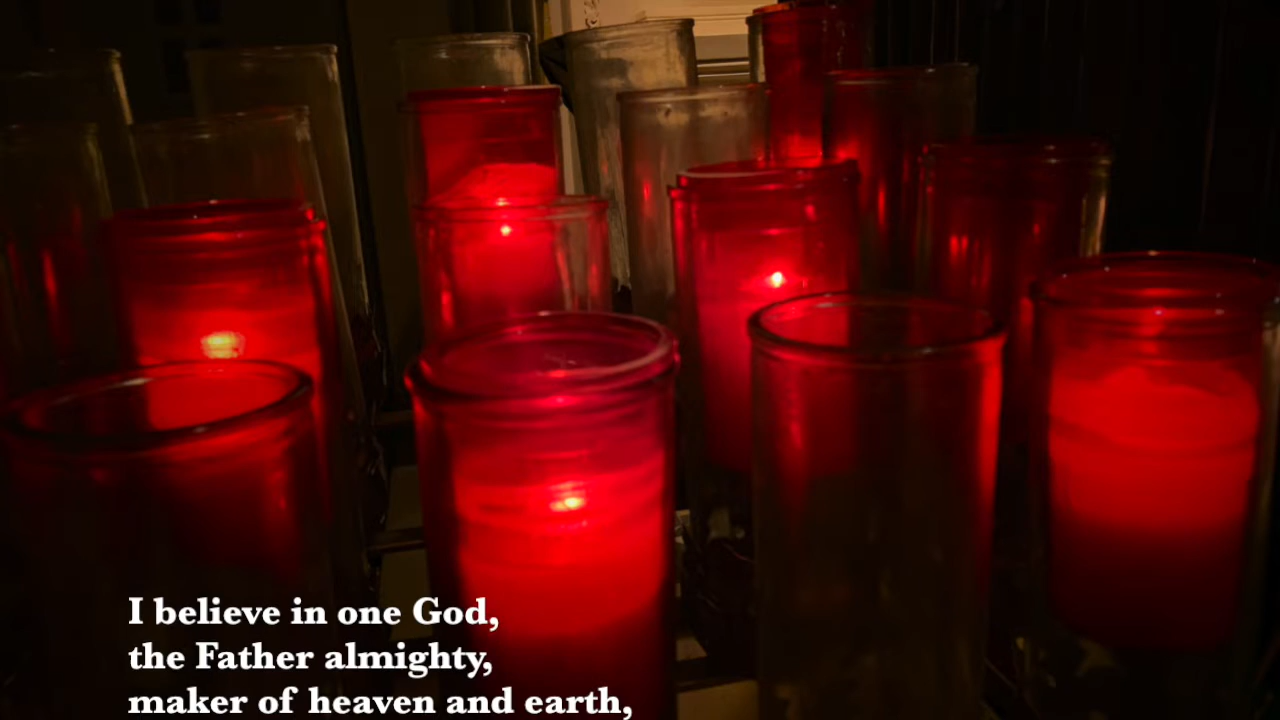 I believe in one God,
the Father almighty,
maker of heaven and earth,